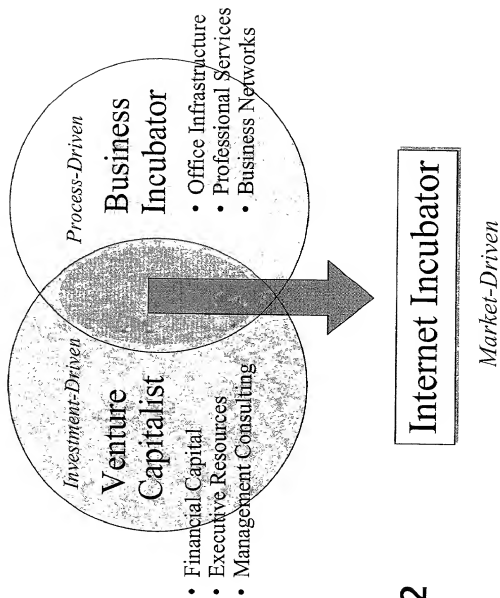 Investment-Driven
Venture
Capitalist
• Financial Capital
• Executive Resources
• Management Consulting
Process-Driven
Business
Incubator
• Office Infrastructure
• Professional Services
• Business Networks
Internet Incubator
Market-Driven
2